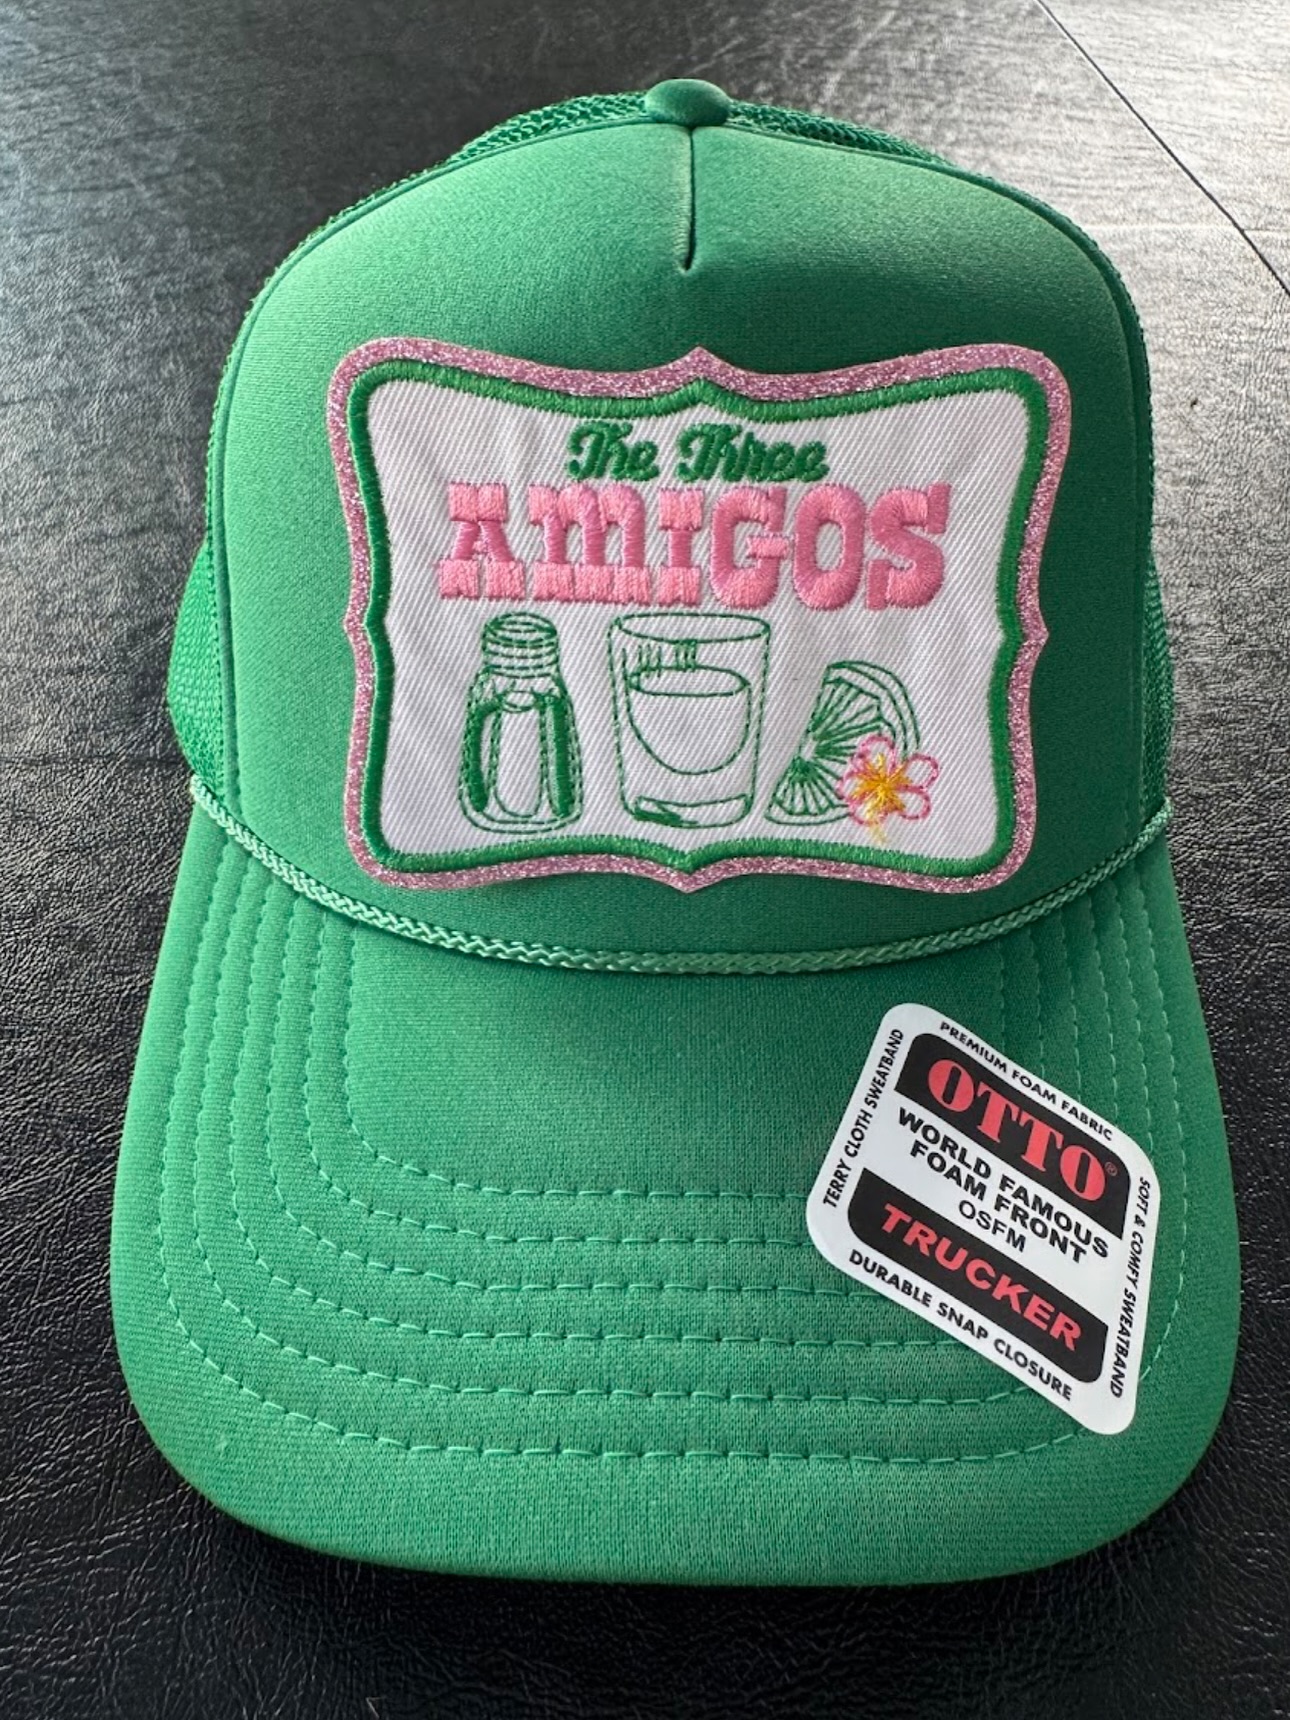 The Three
AMIGOS
PREMIUM FOAM FABRIC
TERRY CLOTH SWEATBAND
OTTO®
WORLD FAMOUS
FOAM FRONT
OSFM
TRUCKER
DURABLE SNAP CLOSURE
SOFT & COMFY SWEATBAND